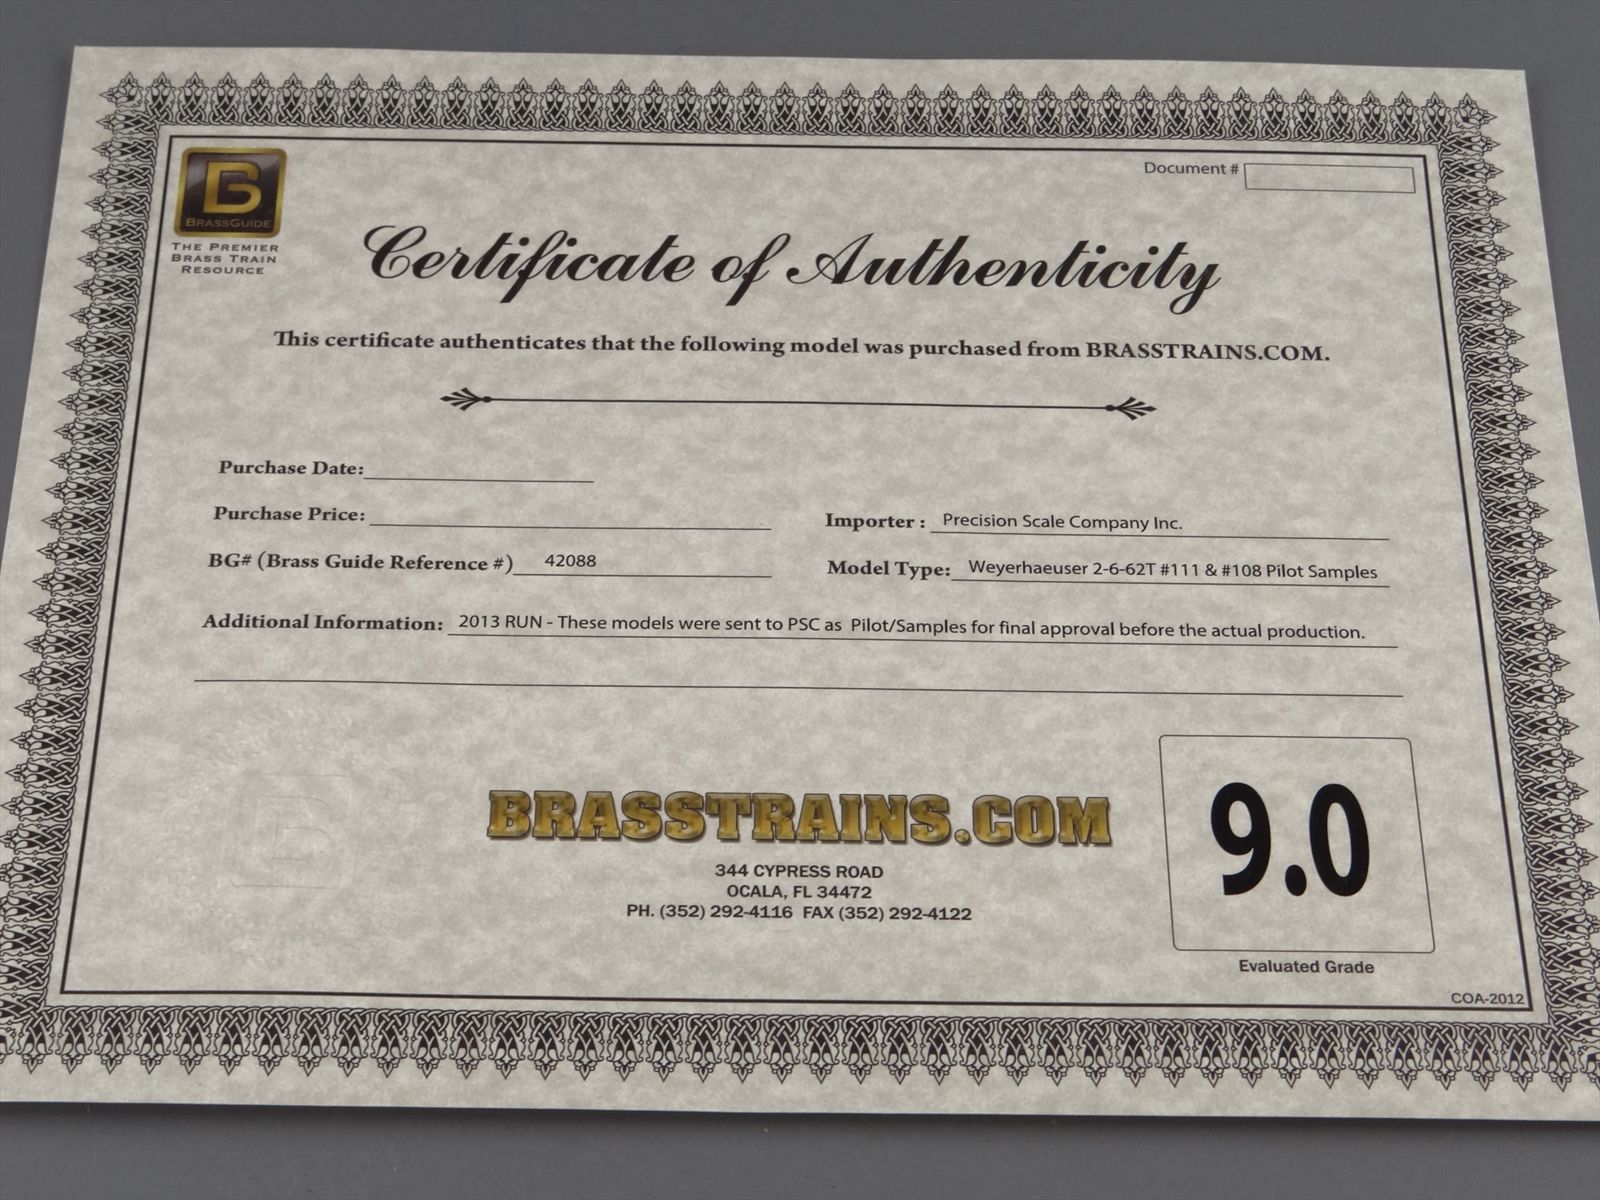 BRASSGUIDE
THE PREMIER
BRASS TRAIN
RESOURCE
Document #
Certificate of Authenticity
This certificate authenticates that the following model was purchased from BRASSTRAINS.COM.
Purchase Date:
Purchase Price:
Importer : Precision Scale Company Inc.
BG# (Brass Guide Reference #) 42088
Model Type: Weyerhaeuser 2-6-62T #111 & #108 Pilot Samples
Additional Information: 2013 RUN - These models were sent to PSC as Pilot/Samples for final approval before the actual production.
BRASSTRAINS.COM
344 CYPRESS ROAD
OCALA, FL 34472
PH. (352) 292-4116 FAX (352) 292-4122
9.0
Evaluated Grade
COA-2012